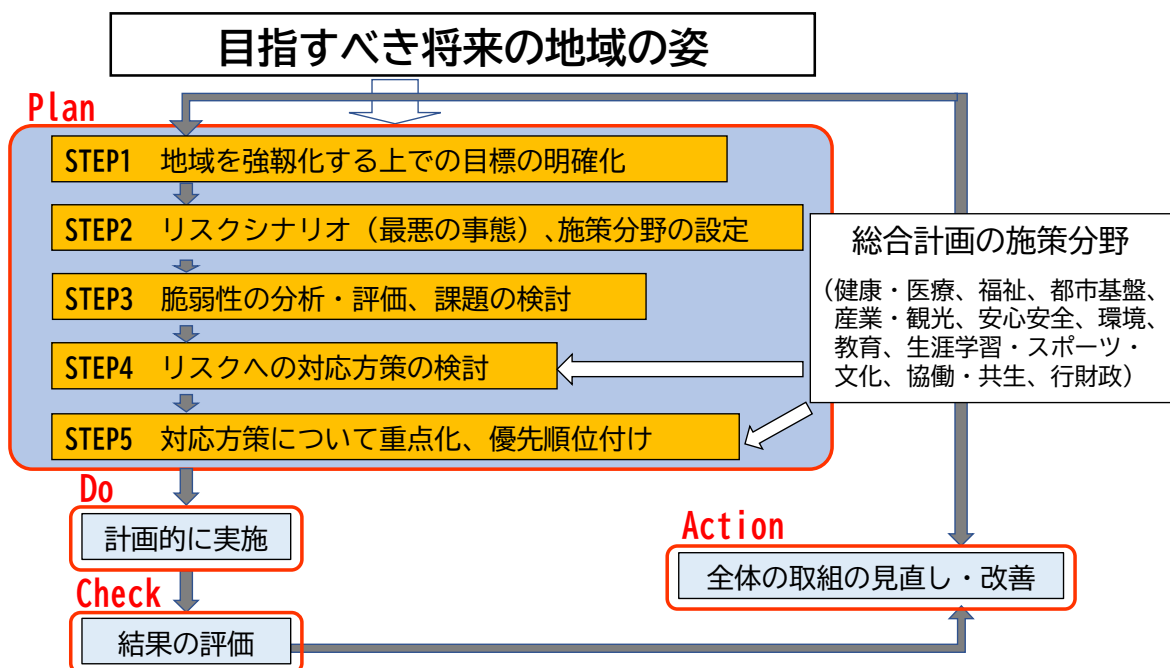 目指すべき将来の地域の姿
Plan
STEP1 地域を強靱化する上での目標の明確化
STEP2 リスクシナリオ（最悪の事態）、施策分野の設定
STEP3 脆弱性の分析・評価、課題の検討
STEP4 リスクへの対応方策の検討
STEP5 対応方策について重点化、優先順位付け
総合計画の施策分野
（健康・医療、福祉、都市基盤、
産業・観光、安心安全、環境、
教育、生涯学習・スポーツ・
文化、協働・共生、行財政）
Do
計画的に実施
Check
結果の評価
Action
全体の取組の見直し・改善